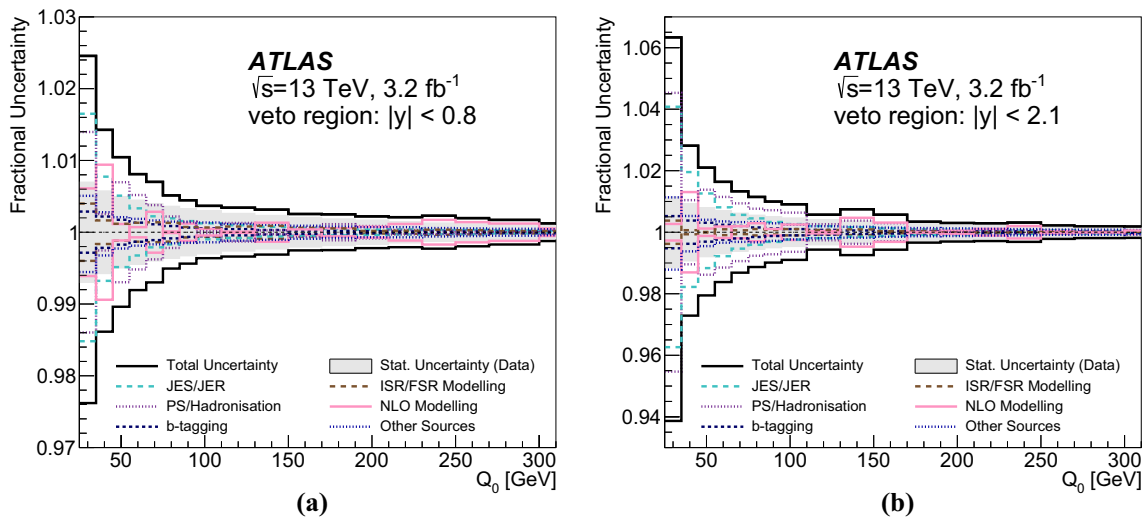 Fractional Uncertainty
1.03
1.02
1.01
1
0.99
0.98
0.97
ATLAS
√s=13 TeV, 3.2 fb-1
veto region: |y| < 0.8
Total Uncertainty
JES/JER
PS/Hadronisation
b-tagging
Stat. Uncertainty (Data)
ISR/FSR Modelling
NLO Modelling
Other Sources
50 100 150 200 250 300
Q0 [GeV]
(a)
Fractional Uncertainty
1.06
1.04
1.02
1
0.98
0.96
0.94
ATLAS
√s=13 TeV, 3.2 fb-1
veto region: |y| < 2.1
Total Uncertainty
JES/JER
PS/Hadronisation
b-tagging
Stat. Uncertainty (Data)
ISR/FSR Modelling
NLO Modelling
Other Sources
50 100 150 200 250 300
Q0 [GeV]
(b)